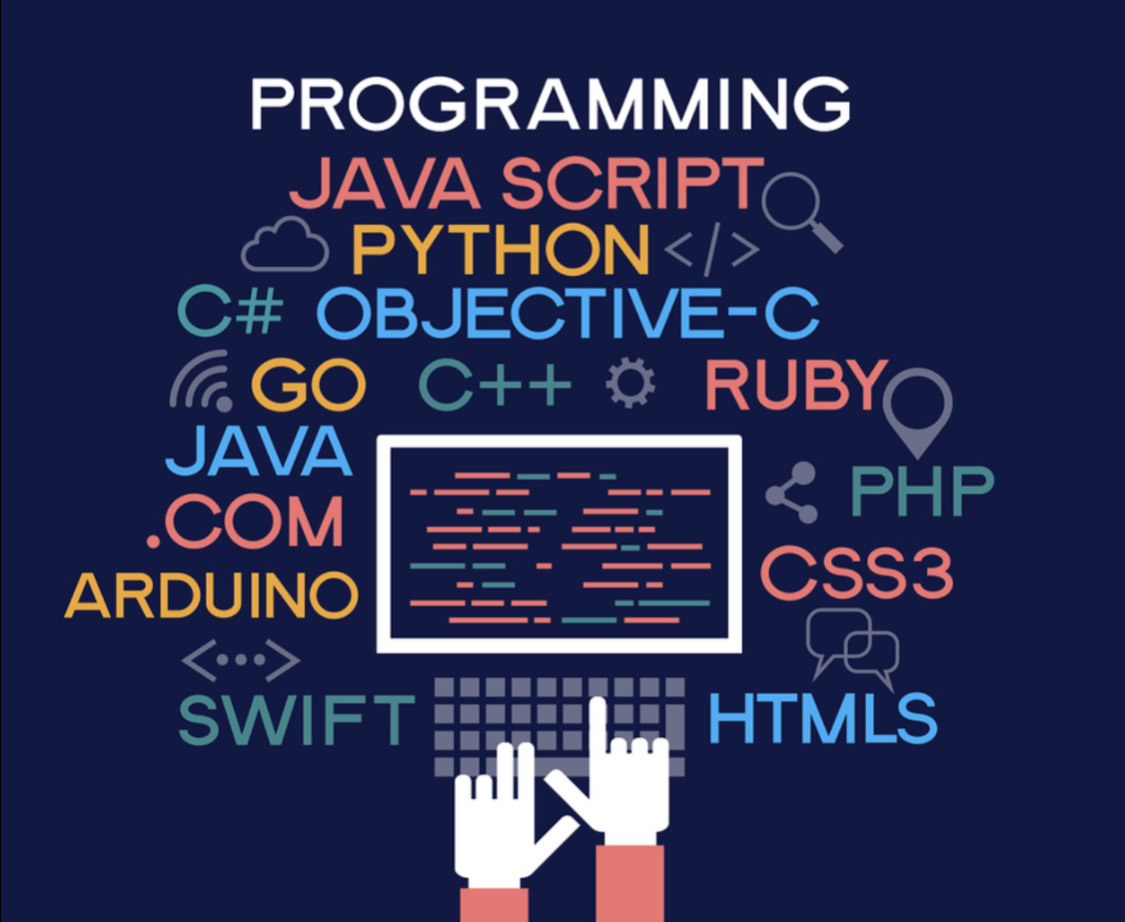 PROGRAMMING
JAVA SCRIPT
PYTHON </>
C# OBJECTIVE-C
GO C++ RUBY
JAVA
PHP
.COM
CSS3
ARDUINO
<...>
SWIFT HTMLS